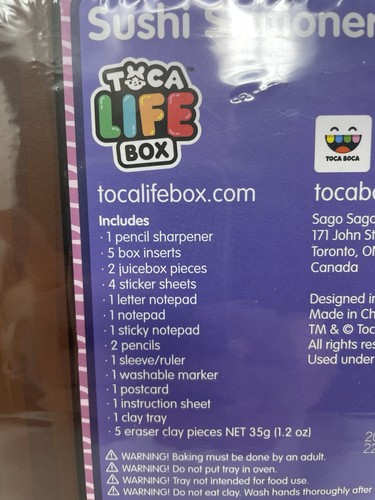 Sushi Stationer
TOCA
LIFE
BOX
TOCA BOCA
tocalifebox.com
tocabo
Includes
· 1 pencil sharpener
· 5 box inserts
· 2 juicebox pieces
· 4 sticker sheets
· 1 letter notepad
· 1 notepad
· 1 sticky notepad
· 2 pencils
· 1 sleeve/ruler
· 1 washable marker
· 1 postcard
· 1 instruction sheet
· 1 clay tray
· 5 eraser clay pieces NET 35g (1.2 oz)
Sago Sago
171 John St
Toronto, ON
Canada
Designed in
Made in Ch
TM & © Toc
All rights res
Used under
WARNING! Baking must be done by an adult.
WARNING! Do not put tray in oven.
WARNING! Tray not intended for food use.
WARNING! Do not eat clay. Wash hands thoroughly after